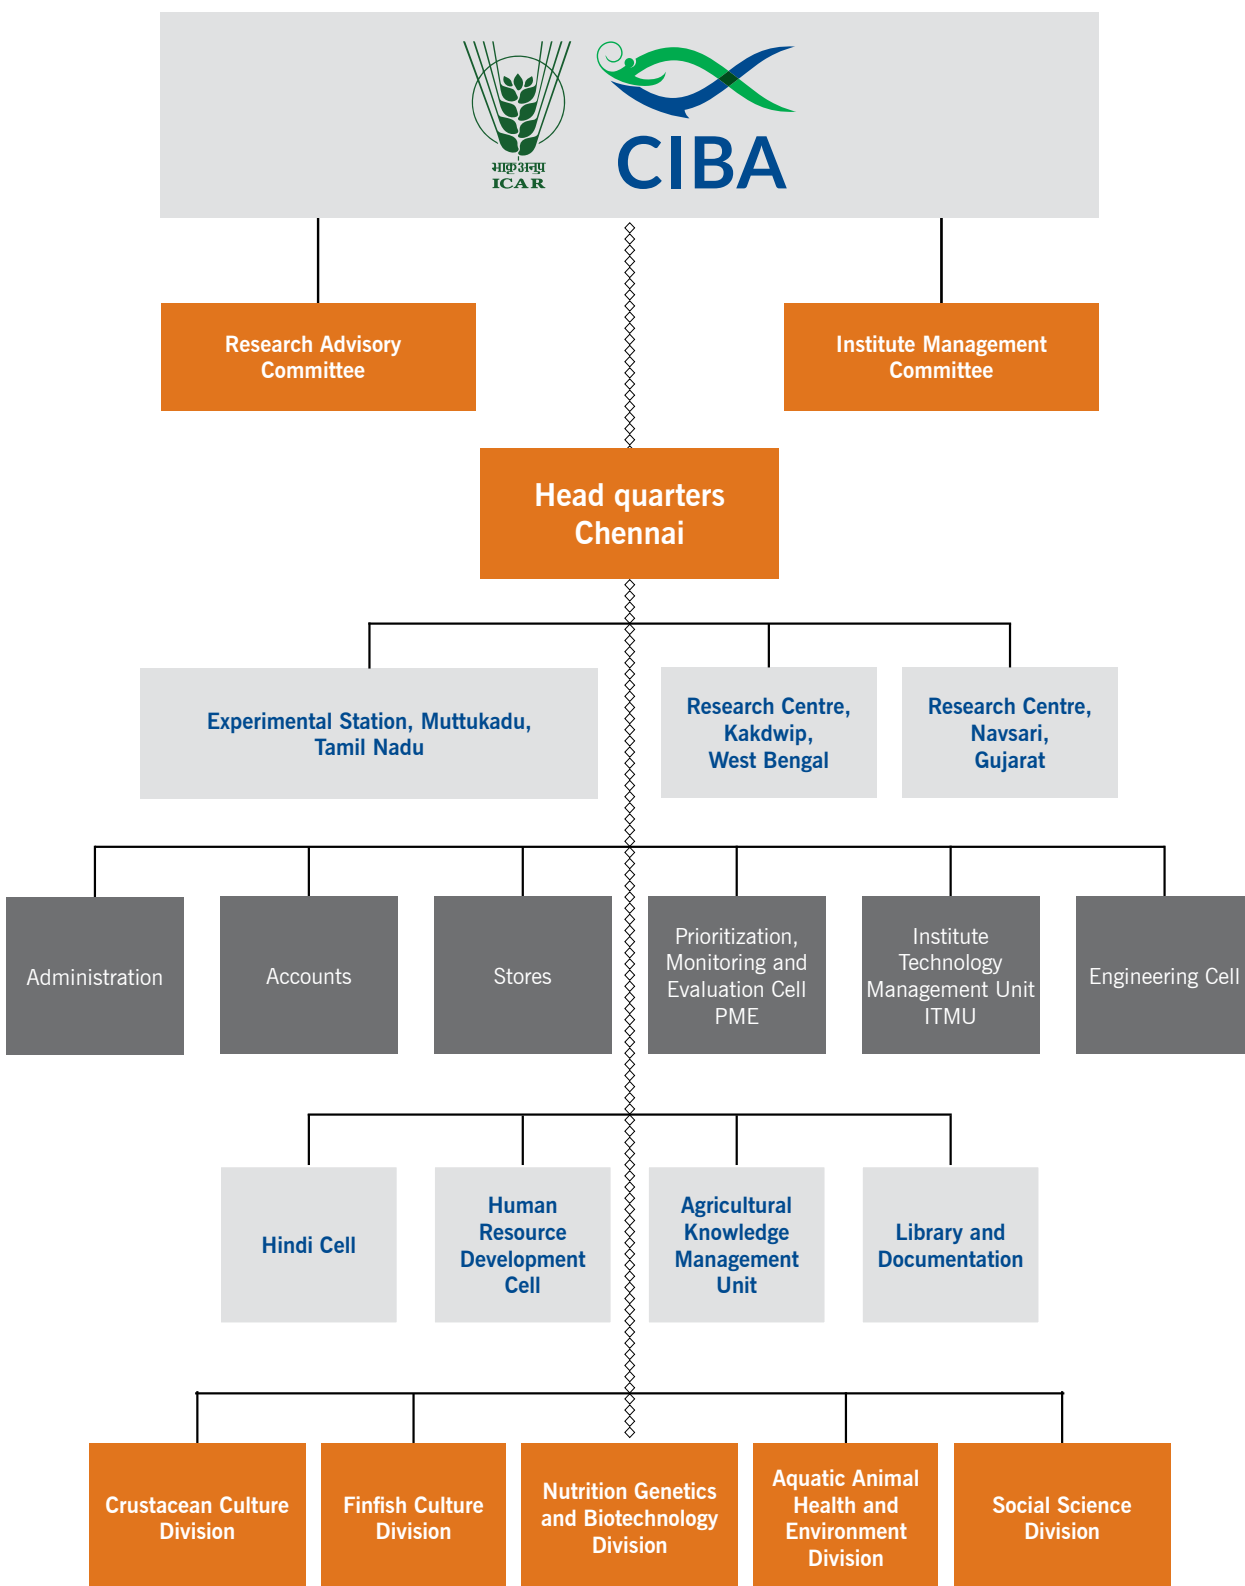 भाकृअनुप
ICAR
CIBA
Research Advisory
Committee
Institute Management
Committee
Head quarters
Chennai
Experimental Station, Muttukadu,
Tamil Nadu
Research Centre,
Kakdwip,
West Bengal
Research Centre,
Navsari,
Gujarat
Administration
Accounts
Stores
Prioritization,
Monitoring and
Evaluation Cell
PME
Institute
Technology
Management Unit
ITMU
Engineering Cell
Hindi Cell
Human
Resource
Development
Cell
Agricultural
Knowledge
Management
Unit
Library and
Documentation
Crustacean Culture
Division
Finfish Culture
Division
Nutrition Genetics
and Biotechnology
Division
Aquatic Animal
Health and
Environment
Division
Social Science
Division